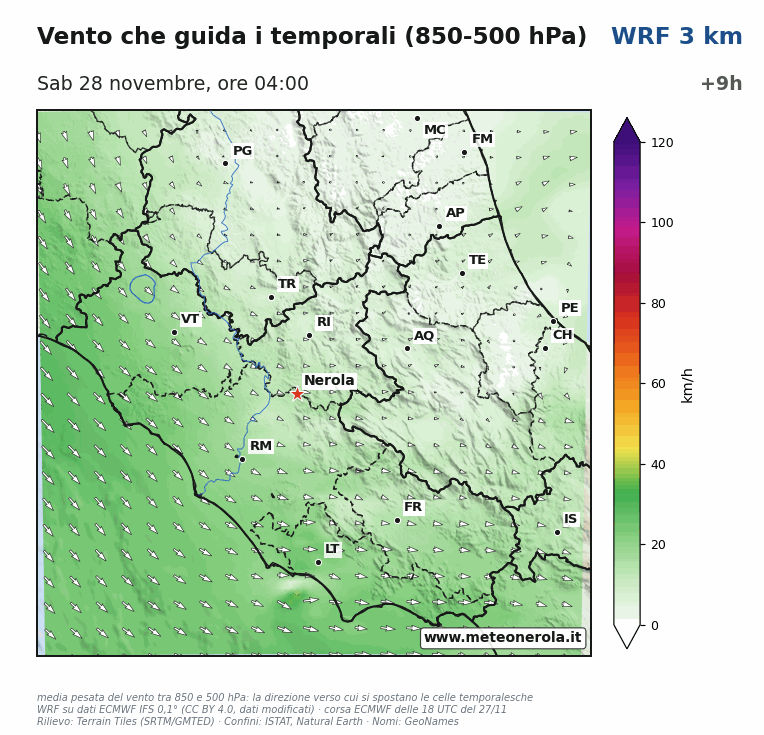 Vento che guida i temporali (850-500 hPa) WRF 3 km
Sab 28 novembre, ore 04:00 +9h
MC
FM
PG
AP
TE
TR
PE
VT
RI
AQ
CH
Nerola
RM
FR
IS
LT
www.meteonerola.it
120
100
80
60
40
20
0
km/h
media pesata del vento tra 850 e 500 hPa: la direzione verso cui si spostano le celle temporalesche
WRF su dati ECMWF IFS 0,1° (CC BY 4.0, dati modificati) · corsa ECMWF delle 18 UTC del 27/11
Rilievo: Terrain Tiles (SRTM/GMTED) · Confini: ISTAT, Natural Earth · Nomi: GeoNames